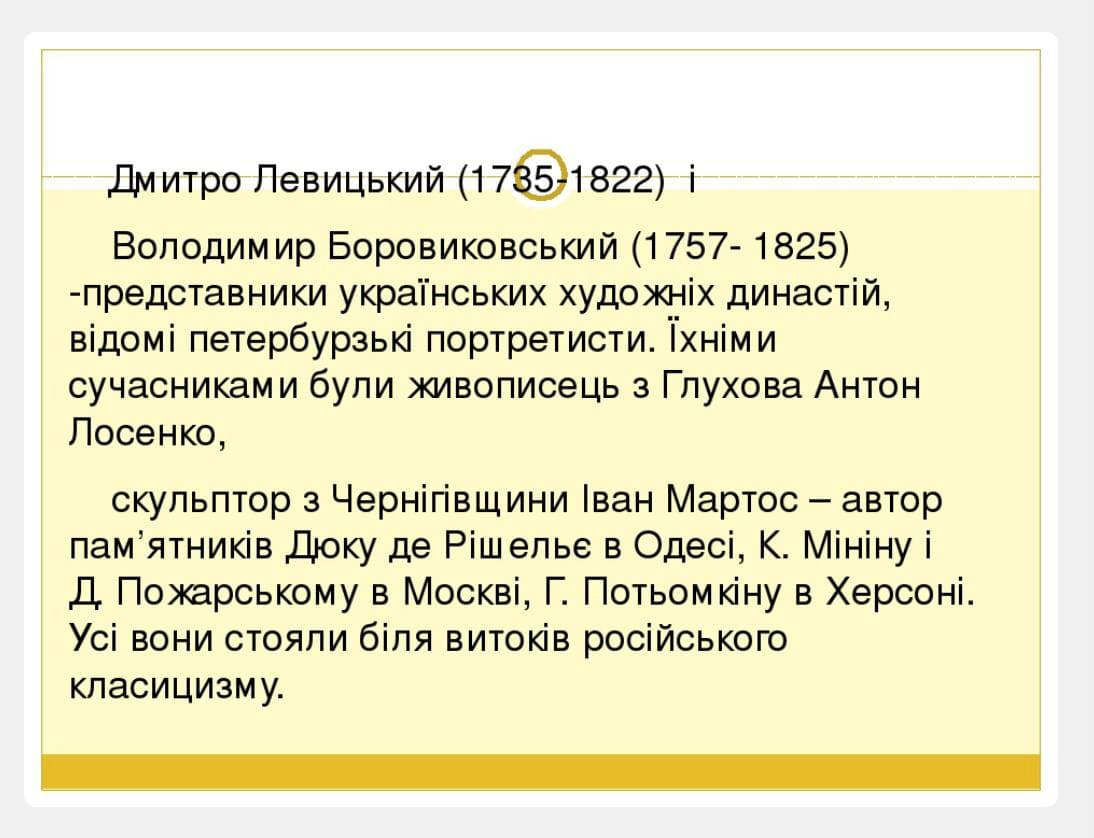 Дмитро Левицький (1735-1822) і
Володимир Боровиковський (1757- 1825)
-представники українських художніх династій,
відомі петербурзькі портретисти. Їхніми
сучасниками були живописець з Глухова Антон
Лосенко,
скульптор з Чернігівщини Іван Мартос – автор
пам’ятників Дюку де Рішельє в Одесі, К. Мініну і
Д. Пожарському в Москві, Г. Потьомкіну в Херсоні.
Усі вони стояли біля витоків російського
класицизму.